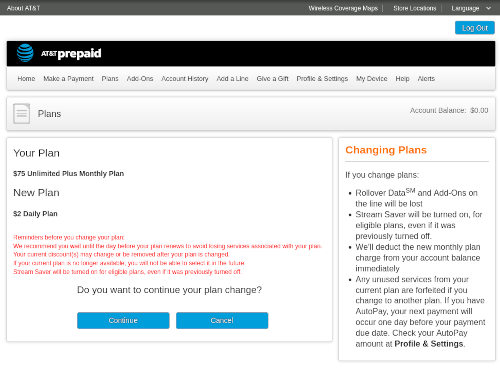 About AT&T
Wireless Coverage Maps
Store Locations
Language
Log Out
AT&T prepaid
Home
Make a Payment
Plans
Add-Ons
Account History
Add a Line
Give a Gift
Profile & Settings
My Device
Help
Alerts
Plans
Account Balance: $0.00
Your Plan
$75 Unlimited Plus Monthly Plan
New Plan
$2 Daily Plan
Reminders before you change your plan:
We recommend you wait until the day before your plan renews to avoid losing services associated with your plan.
Your current discount(s) may change or be removed after your plan is changed.
If your current plan is no longer available, you will not be able to select it in the future.
Stream Saver will be turned on for eligible plans, even if it was previously turned off.
Do you want to continue your plan change?
Continue
Cancel
Changing Plans
If you change plans:
• Rollover DataSM and Add-Ons on
the line will be lost
• Stream Saver will be turned on, for
eligible plans, even if it was
previously turned off.
• We'll deduct the new monthly plan
charge from your account balance
immediately
• Any unused services from your
current plan are forfeited if you
change to another plan. If you have
AutoPay, your next payment will
occur one day before your payment
due date. Check your AutoPay
amount at Profile & Settings.